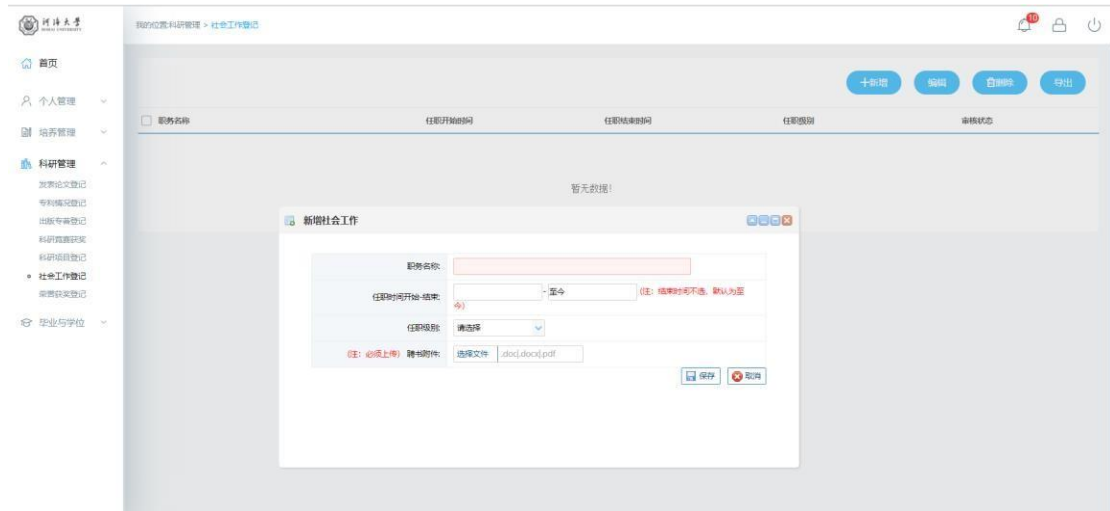 河海大学
HOHAI UNIVERSITY
我的位置:科研管理 > 社会工作登记
10
首页
个人管理
培养管理
科研管理
发表论文登记
专利情况登记
出版专著登记
科研竞赛获奖
科研项目登记
社会工作登记
荣誉获奖登记
毕业与学位
新增
编辑
删除
导出
职务名称
任职开始时间
任职结束时间
任职级别
审核状态
暂无数据!
新增社会工作
职务名称:
任职时间开始-结束:
- 至今
(注：结束时间不选，默认为至
今)
任职级别:
请选择
(注：必须上传) 聘书附件:
选择文件
.doc|.docx|.pdf
保存
取消